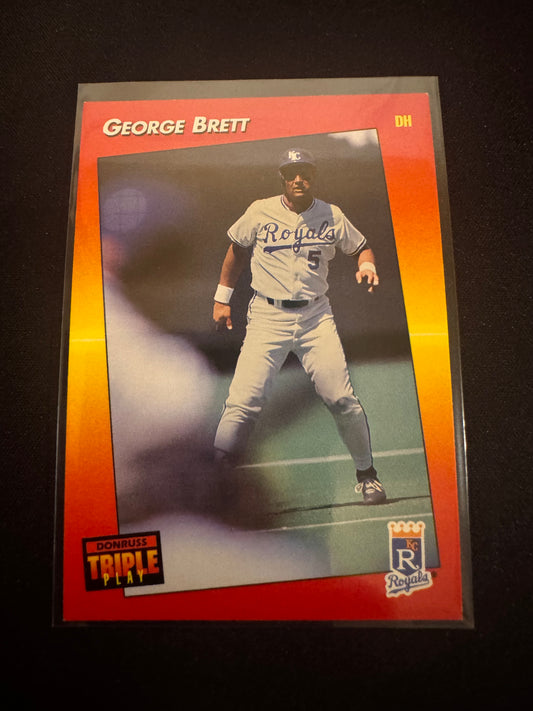 GEORGE BRETT
DH
KC
Royals
5
DONRUSS
TRIPLE
PLAY
KC
R
Royals
®